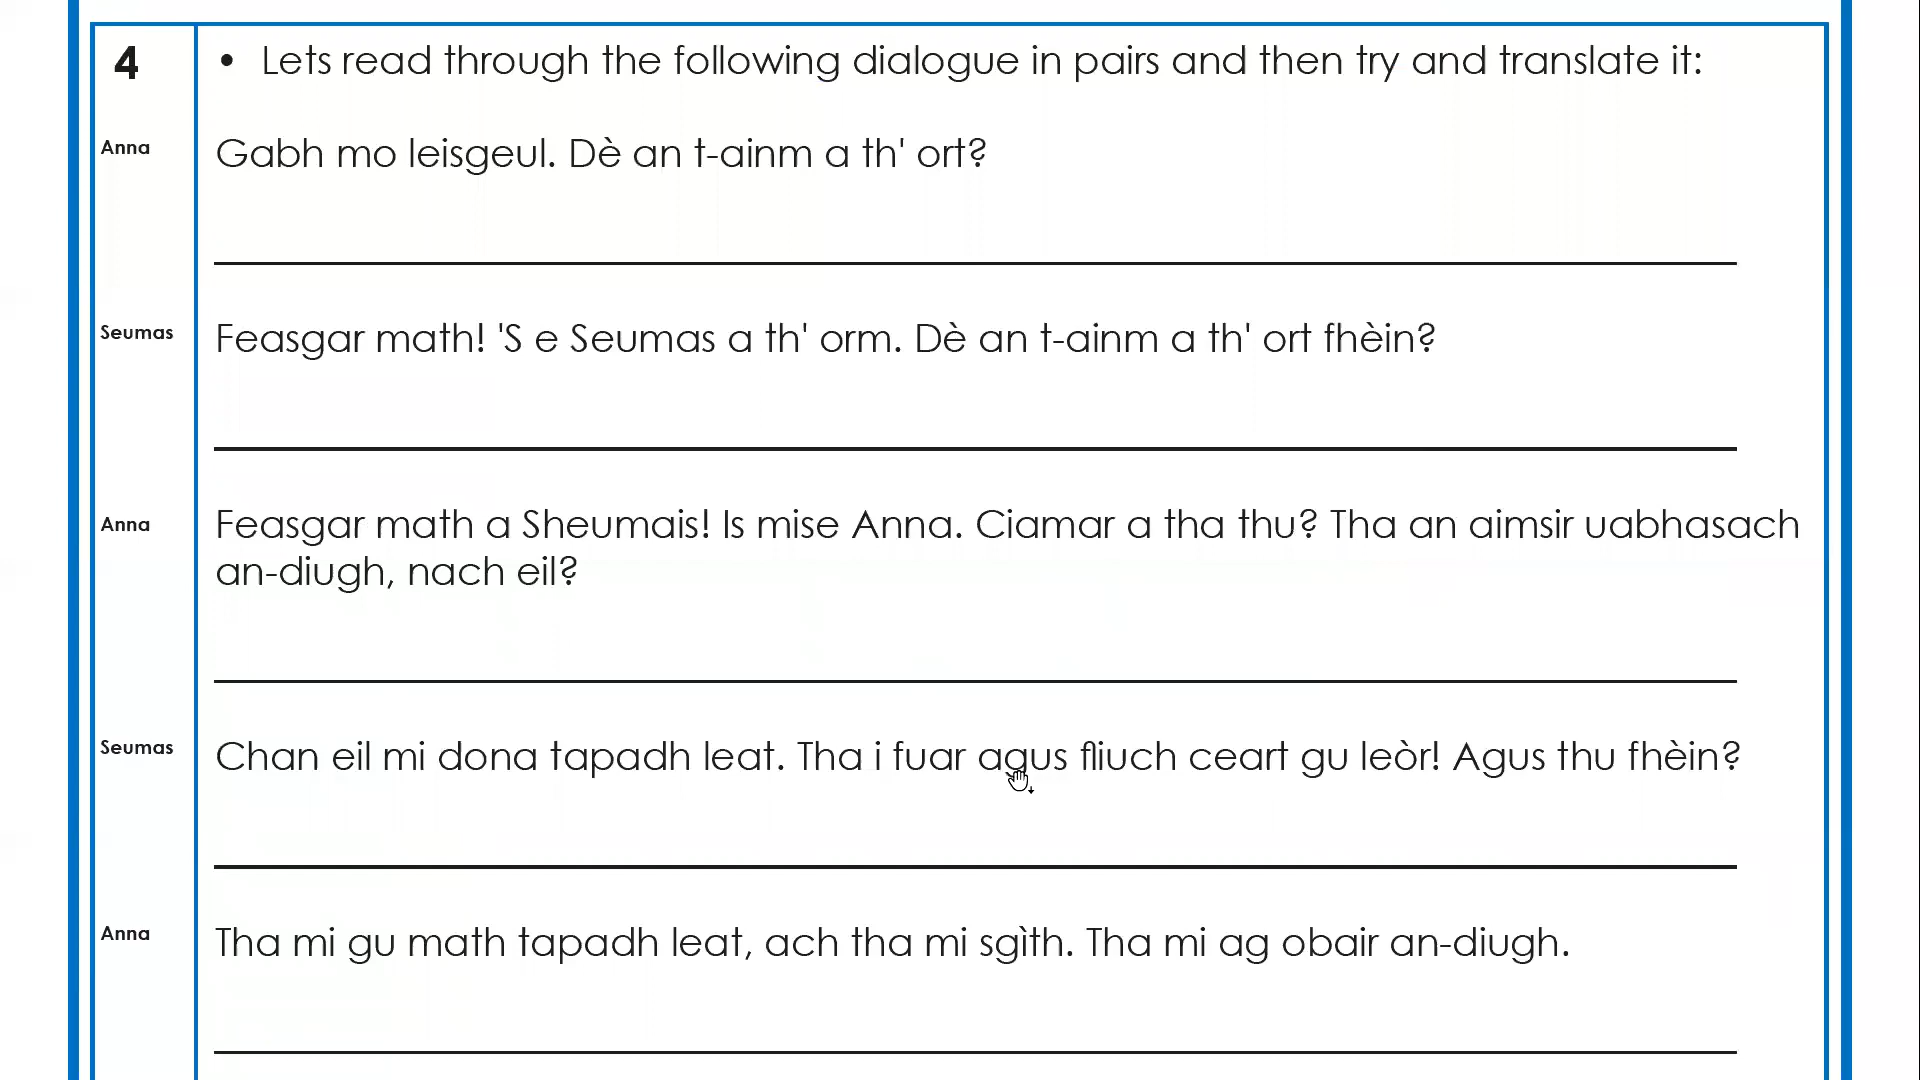 4
• Lets read through the following dialogue in pairs and then try and translate it:
Anna
Gabh mo leisgeul. Dè an t-ainm a th' ort?
Seumas
Feasgar math! 'S e Seumas a th' orm. Dè an t-ainm a th' ort fhèin?
Anna
Feasgar math a Sheumais! Is mise Anna. Ciamar a tha thu? Tha an aimsir uabhasach
an-diugh, nach eil?
Seumas
Chan eil mi dona tapadh leat. Tha i fuar agus fliuch ceart gu leòr! Agus thu fhèin?
Anna
Tha mi gu math tapadh leat, ach tha mi sgìth. Tha mi ag obair an-diugh.